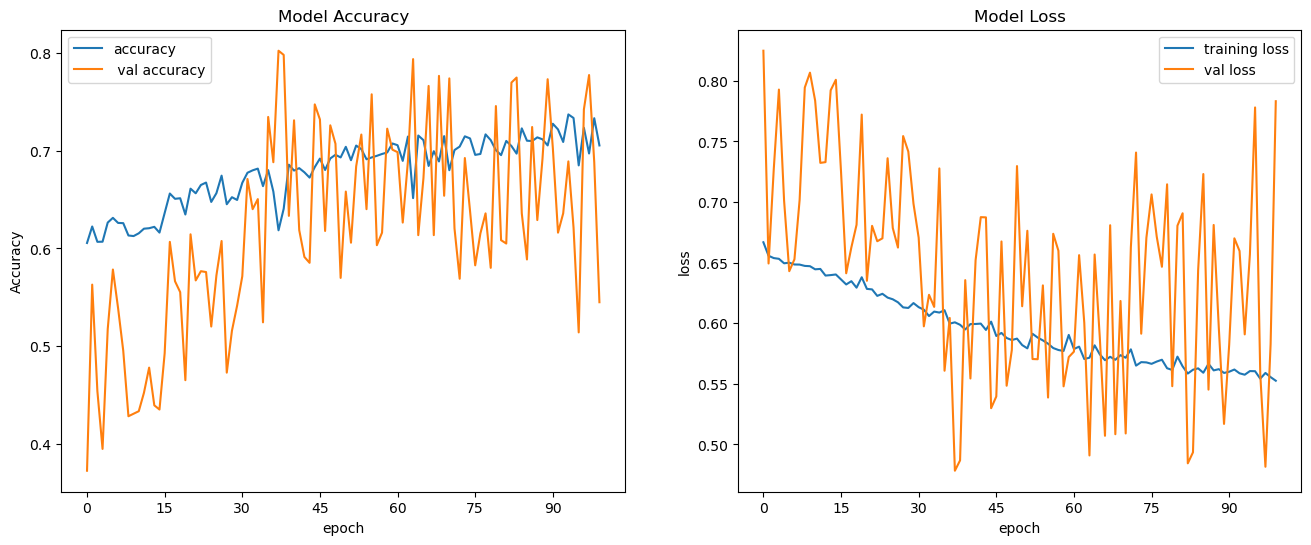 Model Accuracy
accuracy
val accuracy
0.8
0.7
0.6
0.5
0.4
Accuracy
0 15 30 45 60 75 90
epoch
Model Loss
training loss
val loss
0.80
0.75
0.70
0.65
0.60
0.55
0.50
loss
0 15 30 45 60 75 90
epoch